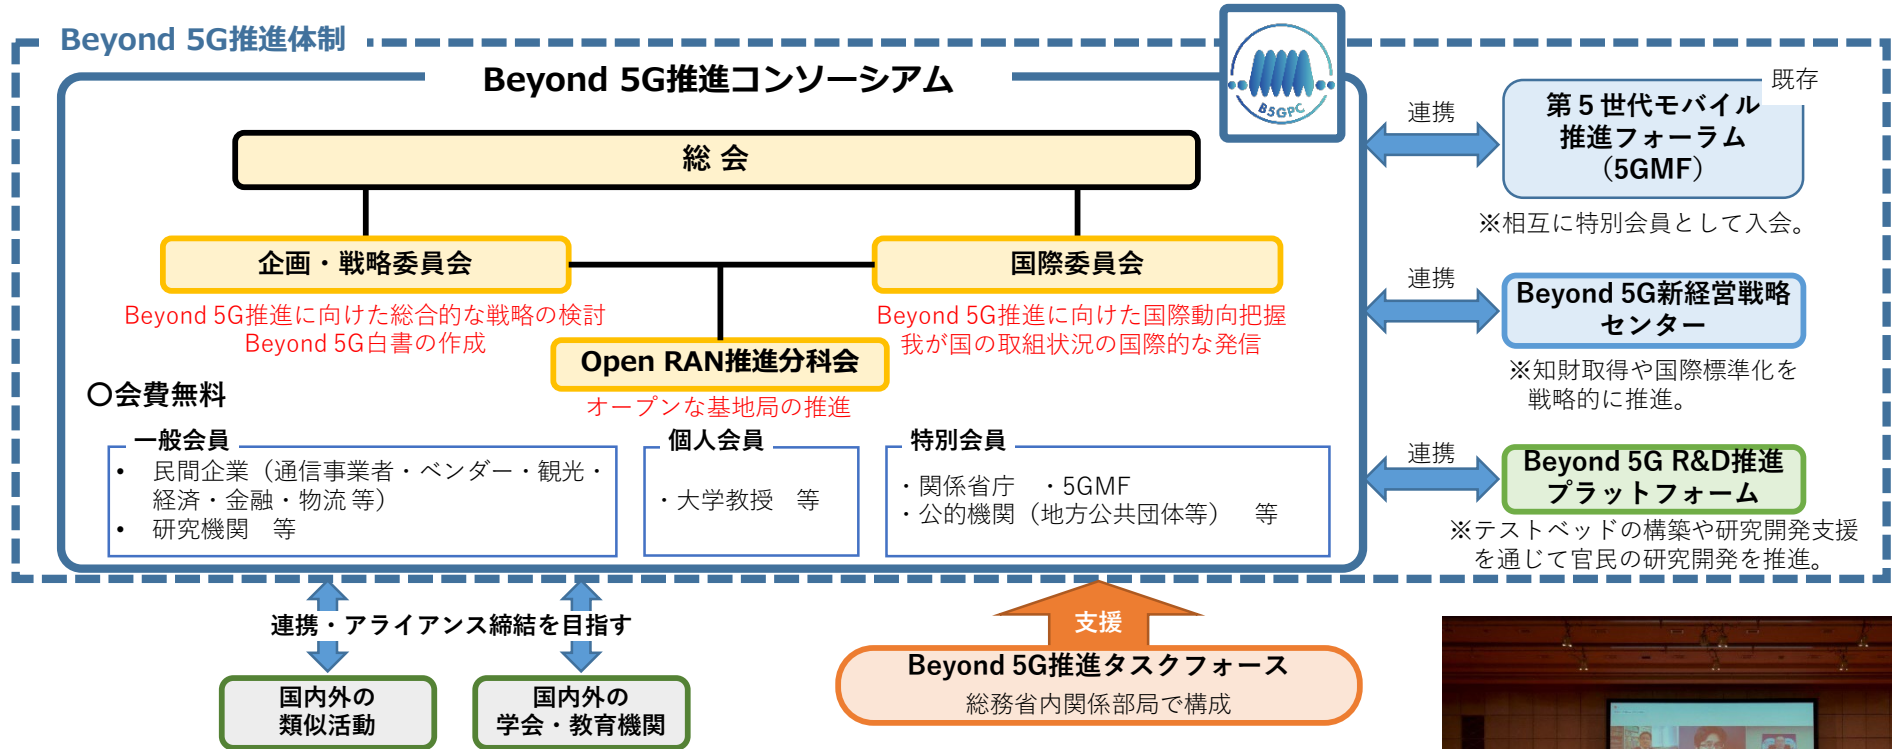 Beyond 5G推進体制
Beyond 5G推進コンソーシアム
B5GPC
総 会
企画・戦略委員会
国際委員会
Beyond 5G推進に向けた総合的な戦略の検討
Beyond 5G白書の作成
Beyond 5G推進に向けた国際動向把握
我が国の取組状況の国際的な発信
Open RAN推進分科会
オープンな基地局の推進
〇会費無料
一般会員
• 民間企業（通信事業者・ベンダー・観光・
経済・金融・物流 等）
• 研究機関　等
個人会員
・大学教授　等
特別会員
・関係省庁　・5GMF
・公的機関（地方公共団体等）　等
連携
既存
第５世代モバイル
推進フォーラム
（5GMF）
※相互に特別会員として入会。
連携
Beyond 5G新経営戦略
センター
※知財取得や国際標準化を
戦略的に推進。
連携
Beyond 5G R&D推進
プラットフォーム
※テストベッドの構築や研究開発支援
を通じて官民の研究開発を推進。
連携・アライアンス締結を目指す
国内外の
類似活動
国内外の
学会・教育機関
支援
Beyond 5G推進タスクフォース
総務省内関係部局で構成